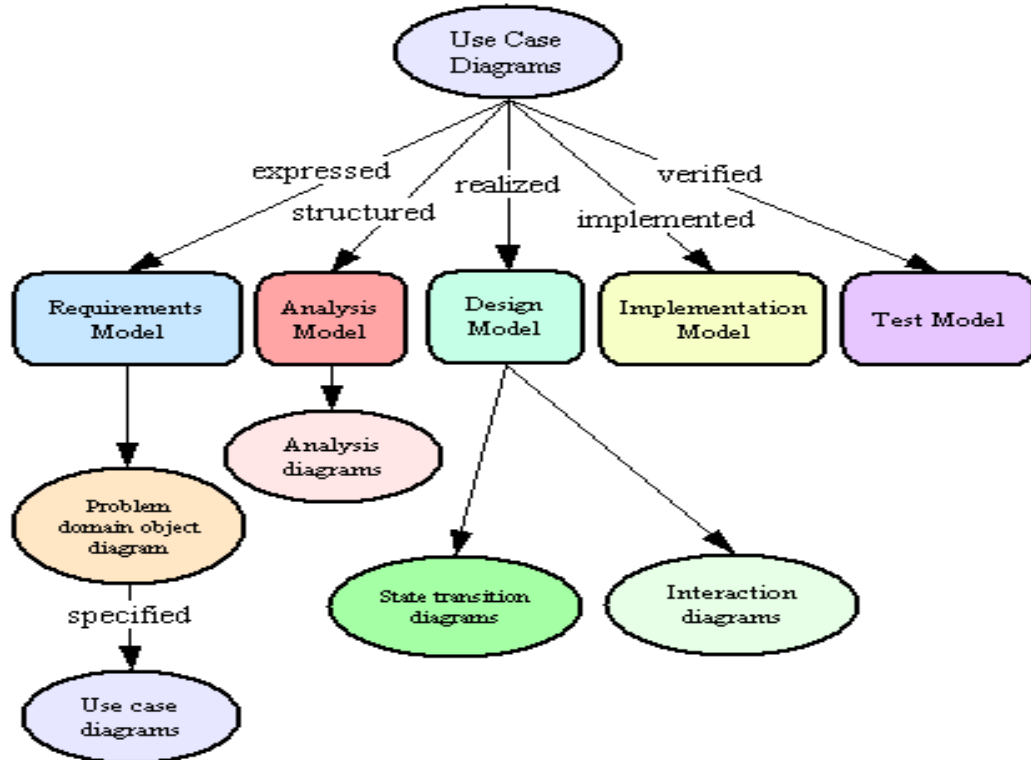 Use Case
Diagrams
expressed
structured
realized
implemented
verified
Requirements
Model
Analysis
Model
Design
Model
Implementation
Model
Test Model
Analysis
diagrams
Problem
domain object
diagram
State transition
diagrams
Interaction
diagrams
specified
Use case
diagrams